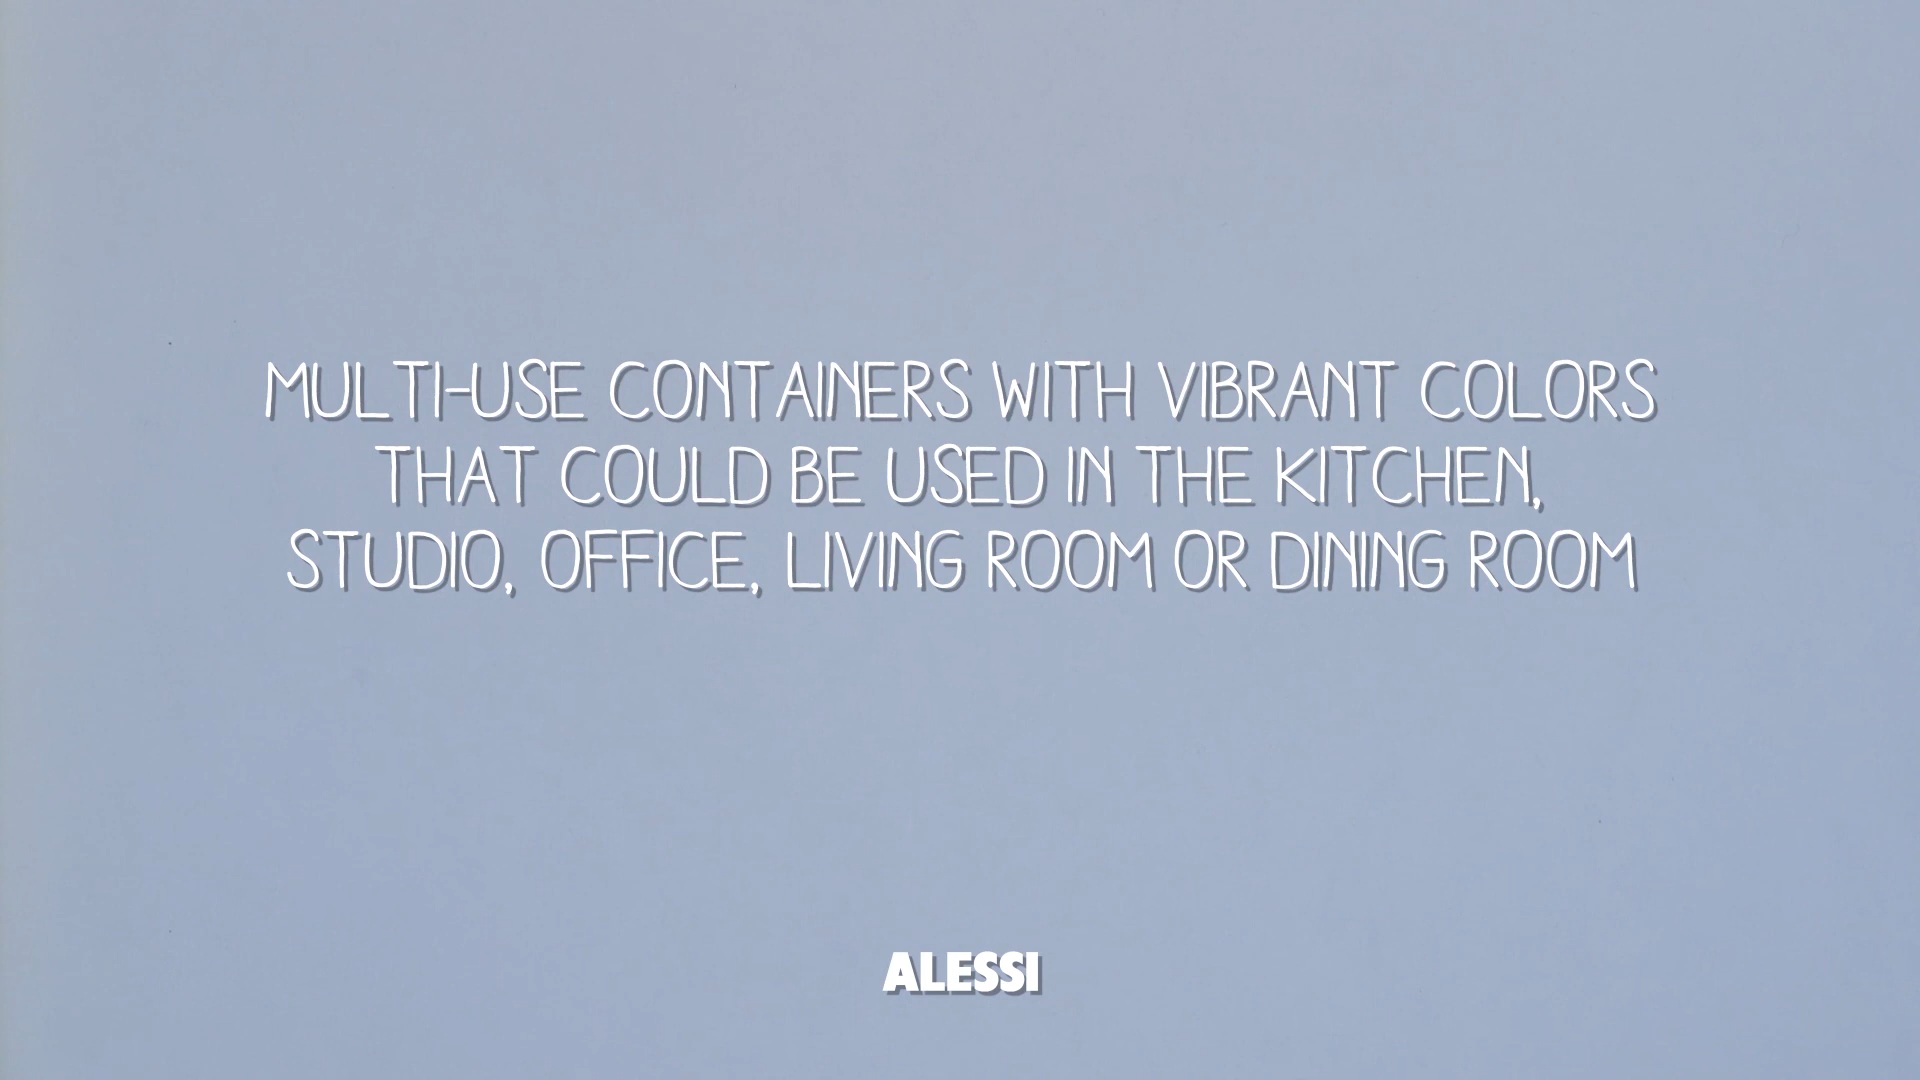 MULTI-USE CONTAINERS WITH VIBRANT COLORS
THAT COULD BE USED IN THE KITCHEN,
STUDIO, OFFICE, LIVING ROOM OR DINING ROOM
ALESSI